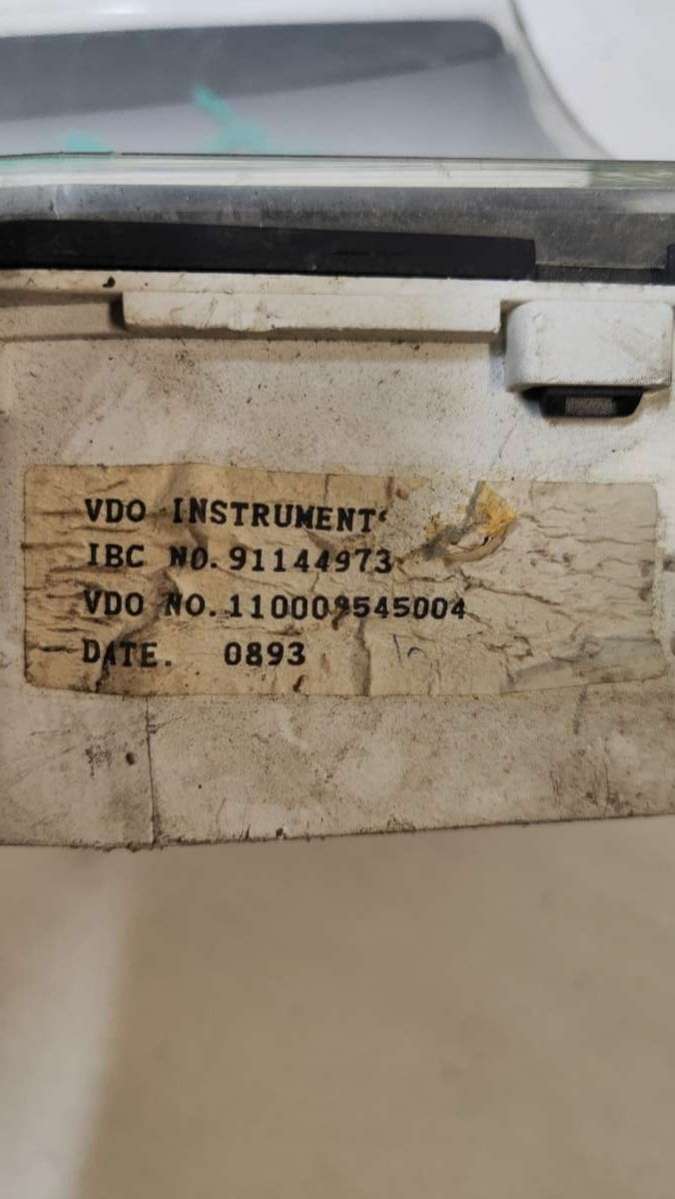 VDO INSTRUMENT
IBC NO. 91144973
VDO NO. 110009545004
DATE. 0893